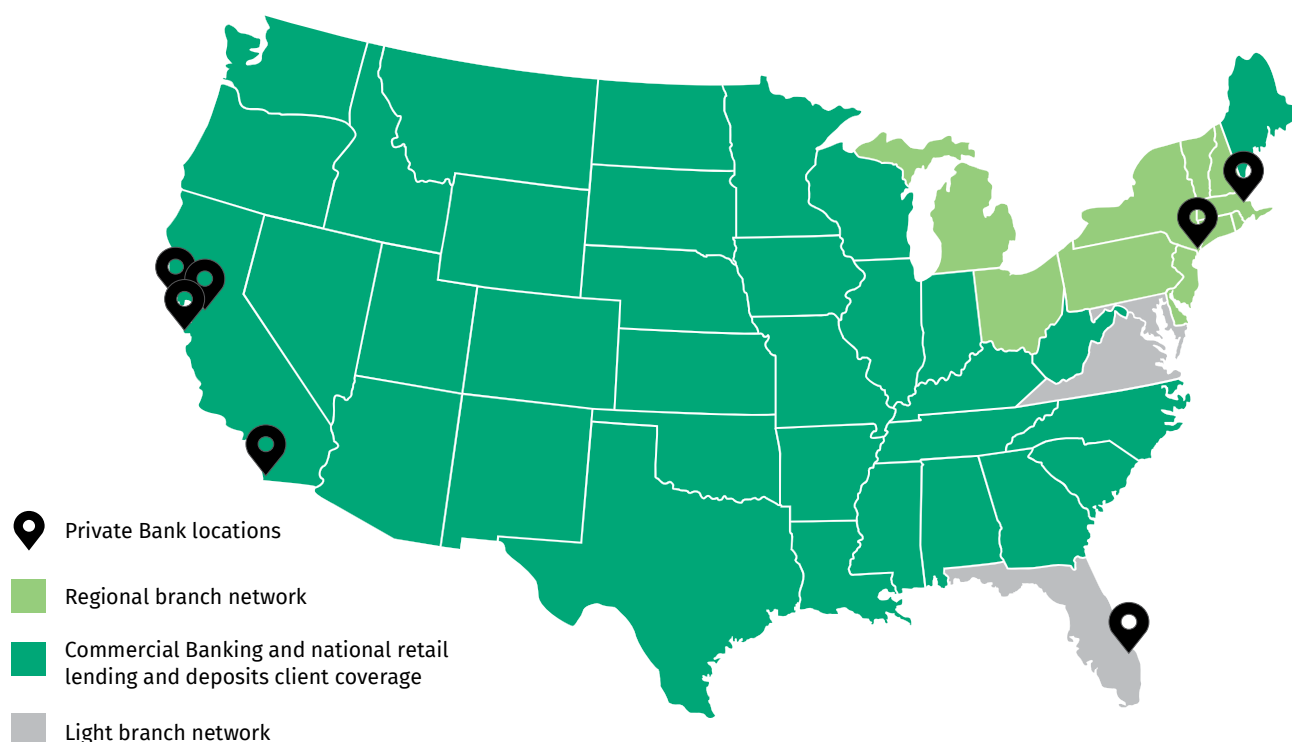 Private Bank locations
Regional branch network
Commercial Banking and national retail
lending and deposits client coverage
Light branch network